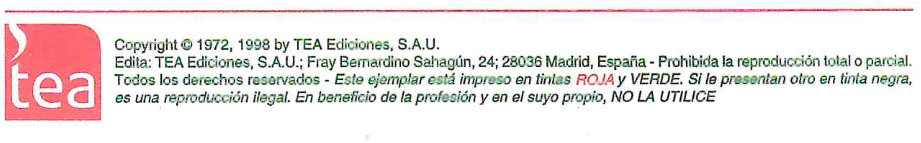 tea
Copyright © 1972, 1998 by TEA Ediciones, S.A.U.
Edita: TEA Ediciones, S.A.U.; Fray Bernardino Sahagún, 24; 28036 Madrid, España - Prohibida la reproducción total o parcial.
Todos los derechos reservados - Este ejemplar está impreso en tintas ROJA y VERDE. Si le presentan otro en tinta negra,
es una reproducción ilegal. En beneficio de la profesión y en el suyo propio, NO LA UTILICE